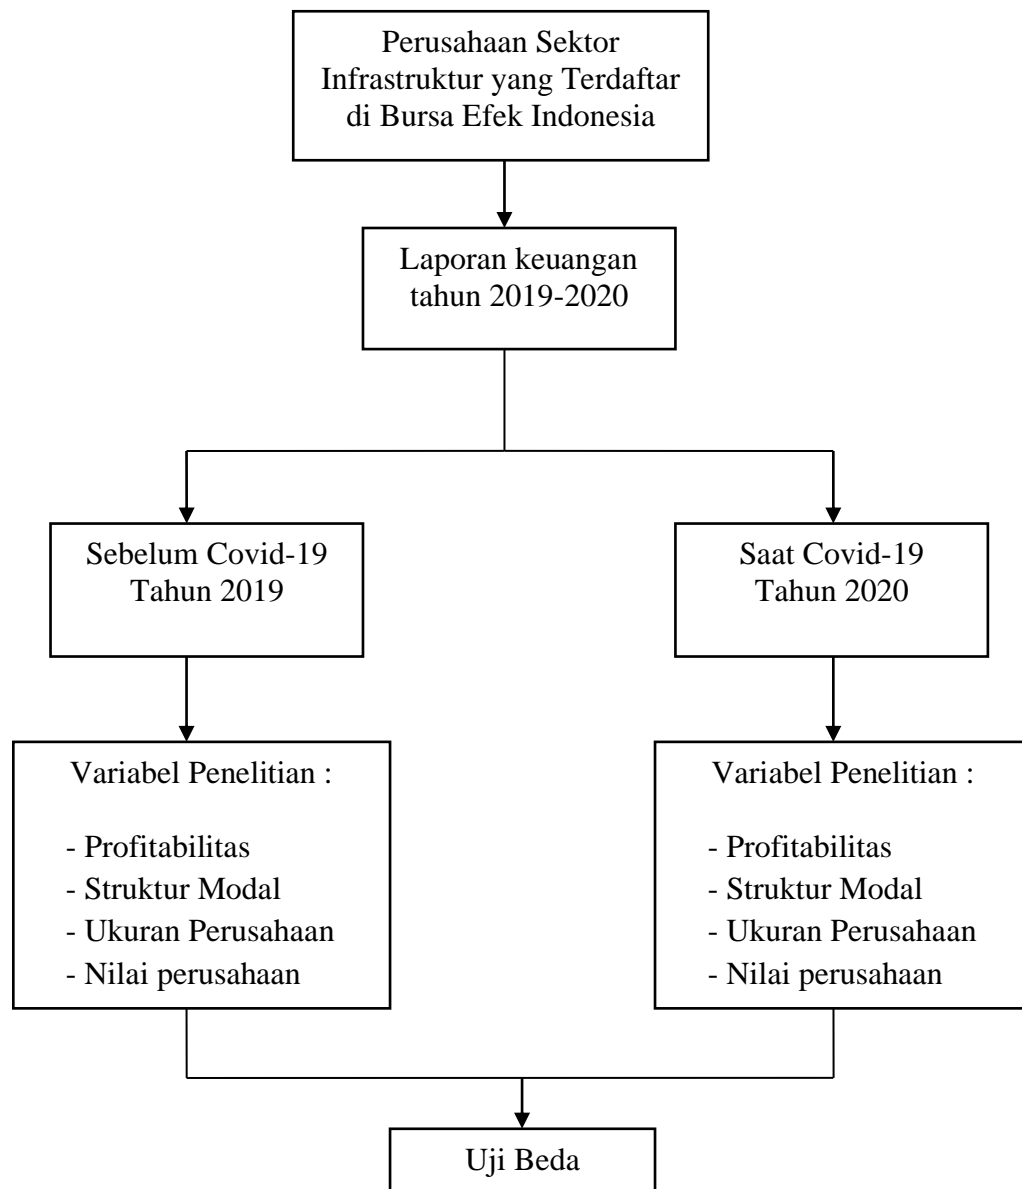 Perusahaan Sektor
Infrastruktur yang Terdaftar
di Bursa Efek Indonesia
Laporan keuangan
tahun 2019-2020
Sebelum Covid-19
Tahun 2019
Saat Covid-19
Tahun 2020
Variabel Penelitian :
- Profitabilitas
- Struktur Modal
- Ukuran Perusahaan
- Nilai perusahaan
Variabel Penelitian :
- Profitabilitas
- Struktur Modal
- Ukuran Perusahaan
- Nilai perusahaan
Uji Beda